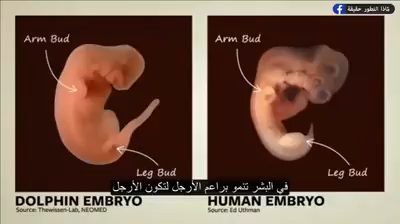 لماذا التطور حقيقة
Arm Bud
Arm Bud
Leg Bud
Leg Bud
في البشر تنمو براعم الأرجل لتكون الأرجل
DOLPHIN EMBRYO
Source: Thewissen-Lab, NEOMED
HUMAN EMBRYO
Source: Ed Uthman